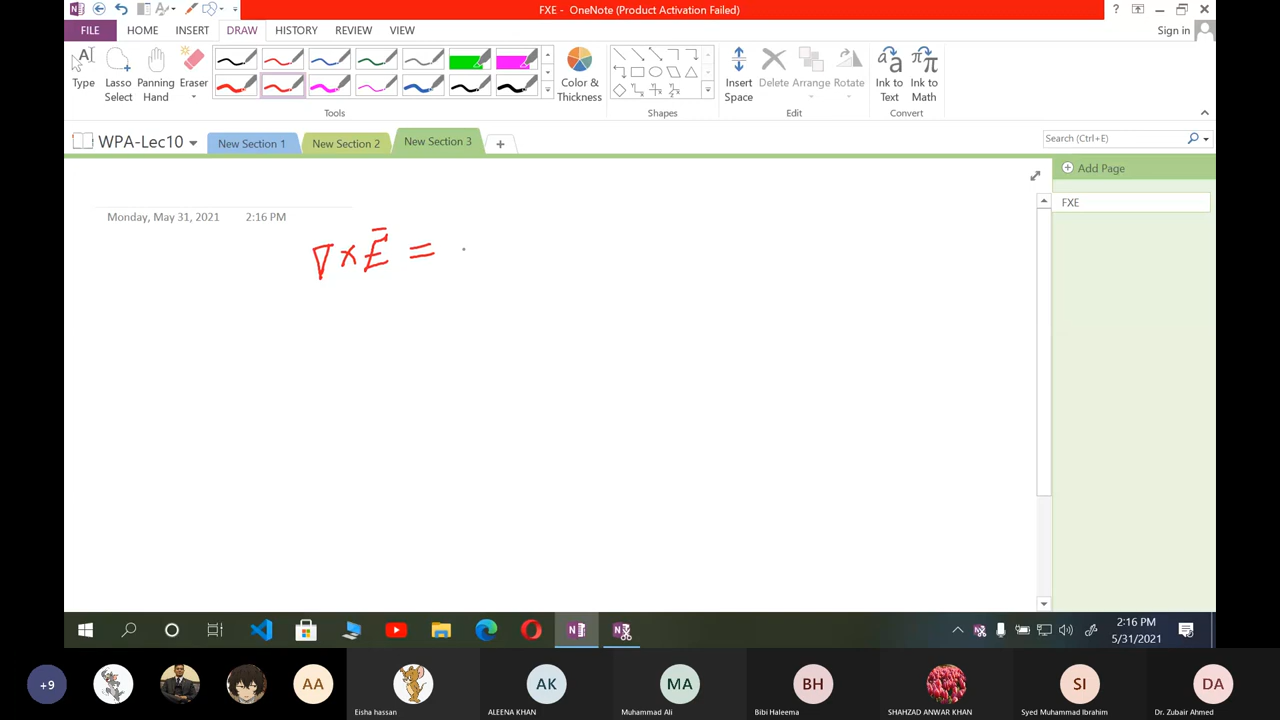 FXE - OneNote (Product Activation Failed)
?
FILE HOME INSERT DRAW HISTORY REVIEW VIEW
Sign in
Type
Lasso Select
Panning Hand
Eraser
Color & Thickness
Insert Space
Delete
Arrange
Rotate
Ink to Text
Ink to Math
Tools
Shapes
Edit
Convert
WPA-Lec10
New Section 1
New Section 2
New Section 3
Search (Ctrl+E)
Add Page
FXE
Monday, May 31, 2021 2:16 PM
∇ × Ē =
2:16 PM
5/31/2021
+9
AA
Eisha hassan
AK
ALEENA KHAN
MA
Muhammad Ali
BH
Bibi Haleema
SHAHZAD ANWAR KHAN
SI
Syed Muhammad Ibrahim
DA
Dr. Zubair Ahmed